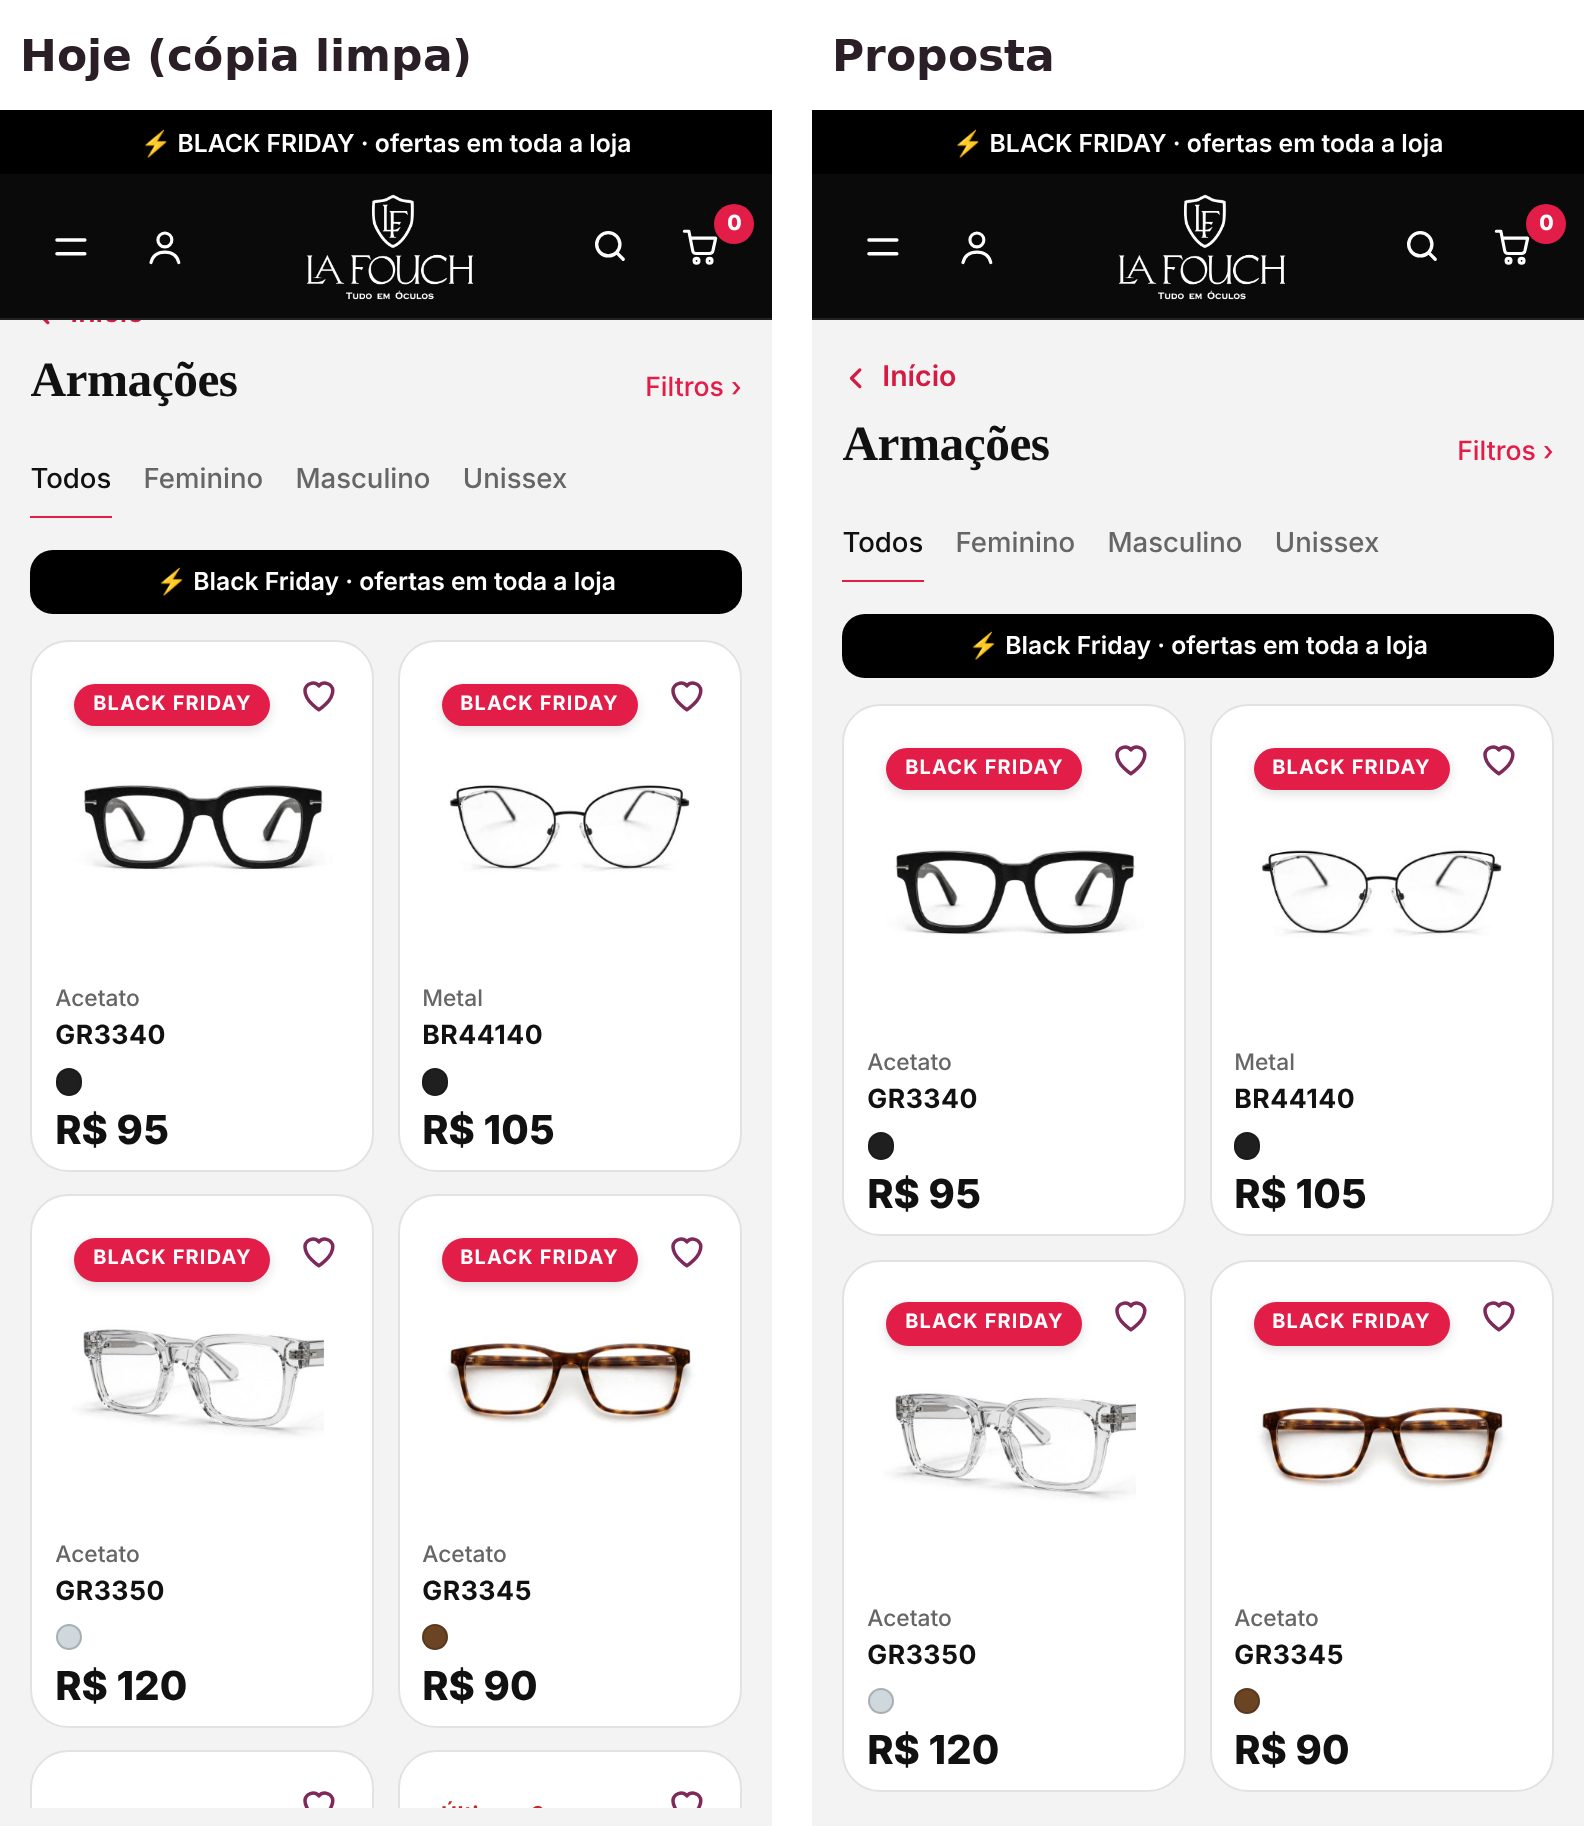 Hoje (cópia limpa)
⚡ BLACK FRIDAY · ofertas em toda a loja
0
LF
LA FOUCH
TUDO EM ÓCULOS
Início
Armações
Filtros ›
Todos Feminino Masculino Unissex
⚡ Black Friday · ofertas em toda a loja
BLACK FRIDAY
BLACK FRIDAY
Acetato
GR3340
R$ 95
Metal
BR44140
R$ 105
BLACK FRIDAY
BLACK FRIDAY
Acetato
GR3350
R$ 120
Acetato
GR3345
R$ 90
Proposta
⚡ BLACK FRIDAY · ofertas em toda a loja
0
LF
LA FOUCH
TUDO EM ÓCULOS
‹ Início
Armações
Filtros ›
Todos Feminino Masculino Unissex
⚡ Black Friday · ofertas em toda a loja
BLACK FRIDAY
BLACK FRIDAY
Acetato
GR3340
R$ 95
Metal
BR44140
R$ 105
BLACK FRIDAY
BLACK FRIDAY
Acetato
GR3350
R$ 120
Acetato
GR3345
R$ 90